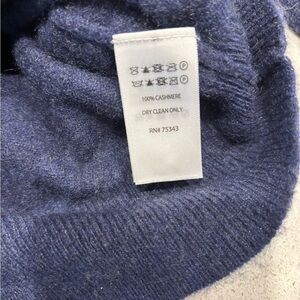 100% CASHMERE
DRY CLEAN ONLY
RN# 75343